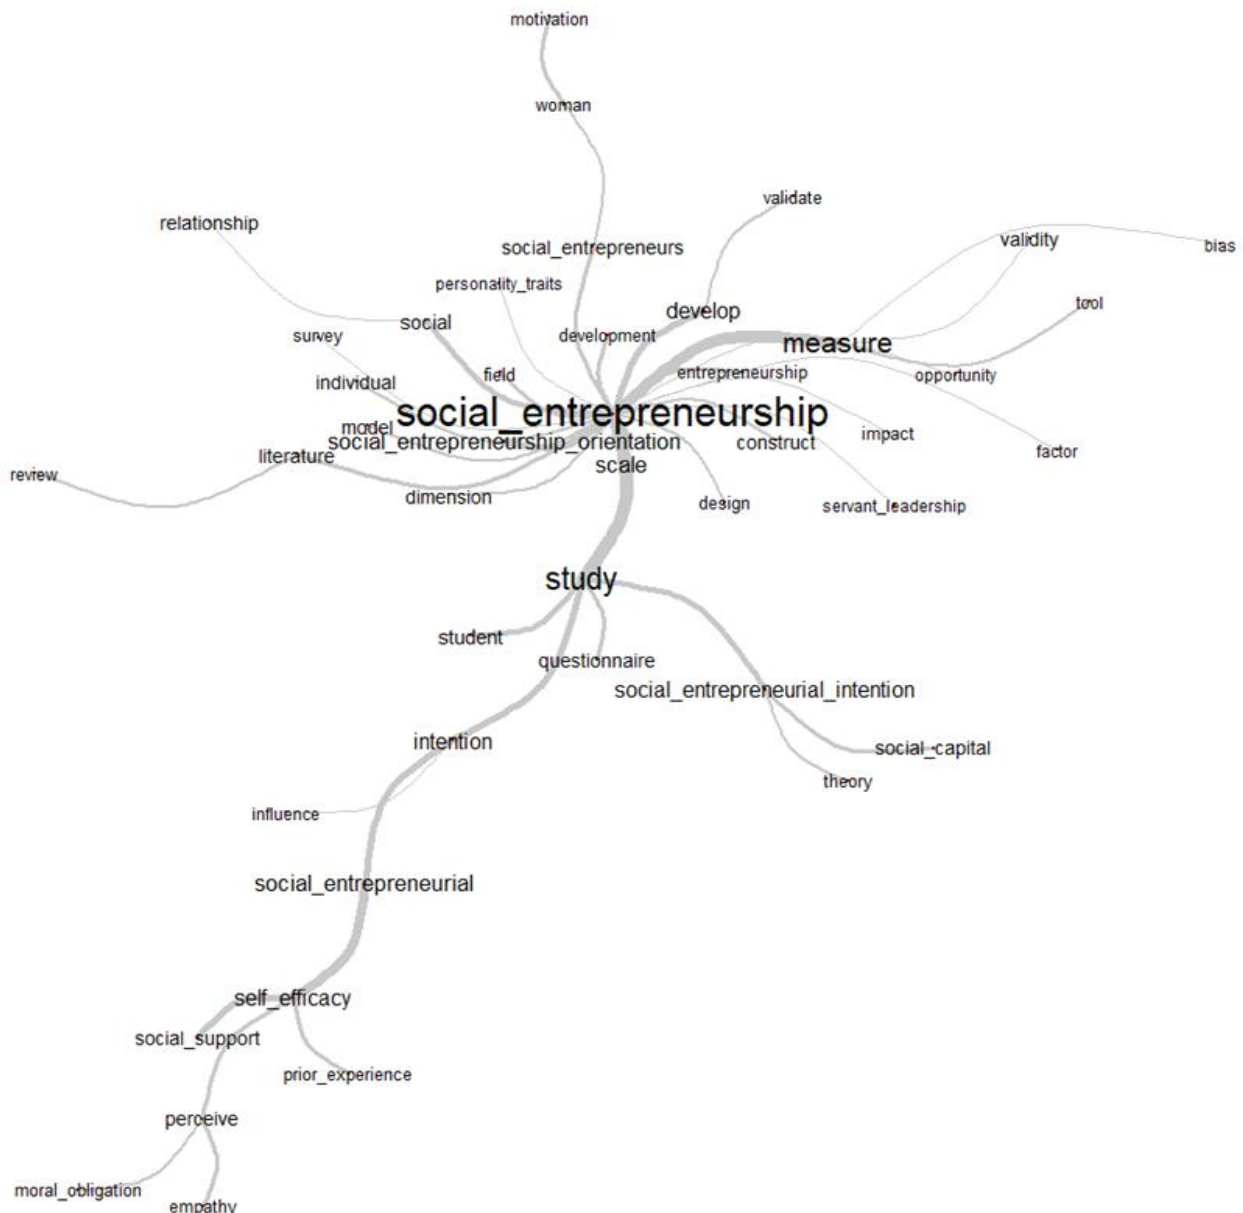 motivation
woman
validate
relationship
validity
bias
social_entrepreneurs
personality_traits
tool
develop
social
survey
development
measure
field
entrepreneurship
opportunity
individual
social_entrepreneurship
model
social_entrepreneurship_orientation
construct
impact
literature
scale
factor
review
dimension
design
servant_leadership
study
student
questionnaire
social_entrepreneurial_intention
intention
social_capital
theory
influence
social_entrepreneurial
self_efficacy
social_support
prior_experience
perceive
moral_obligation
empathy